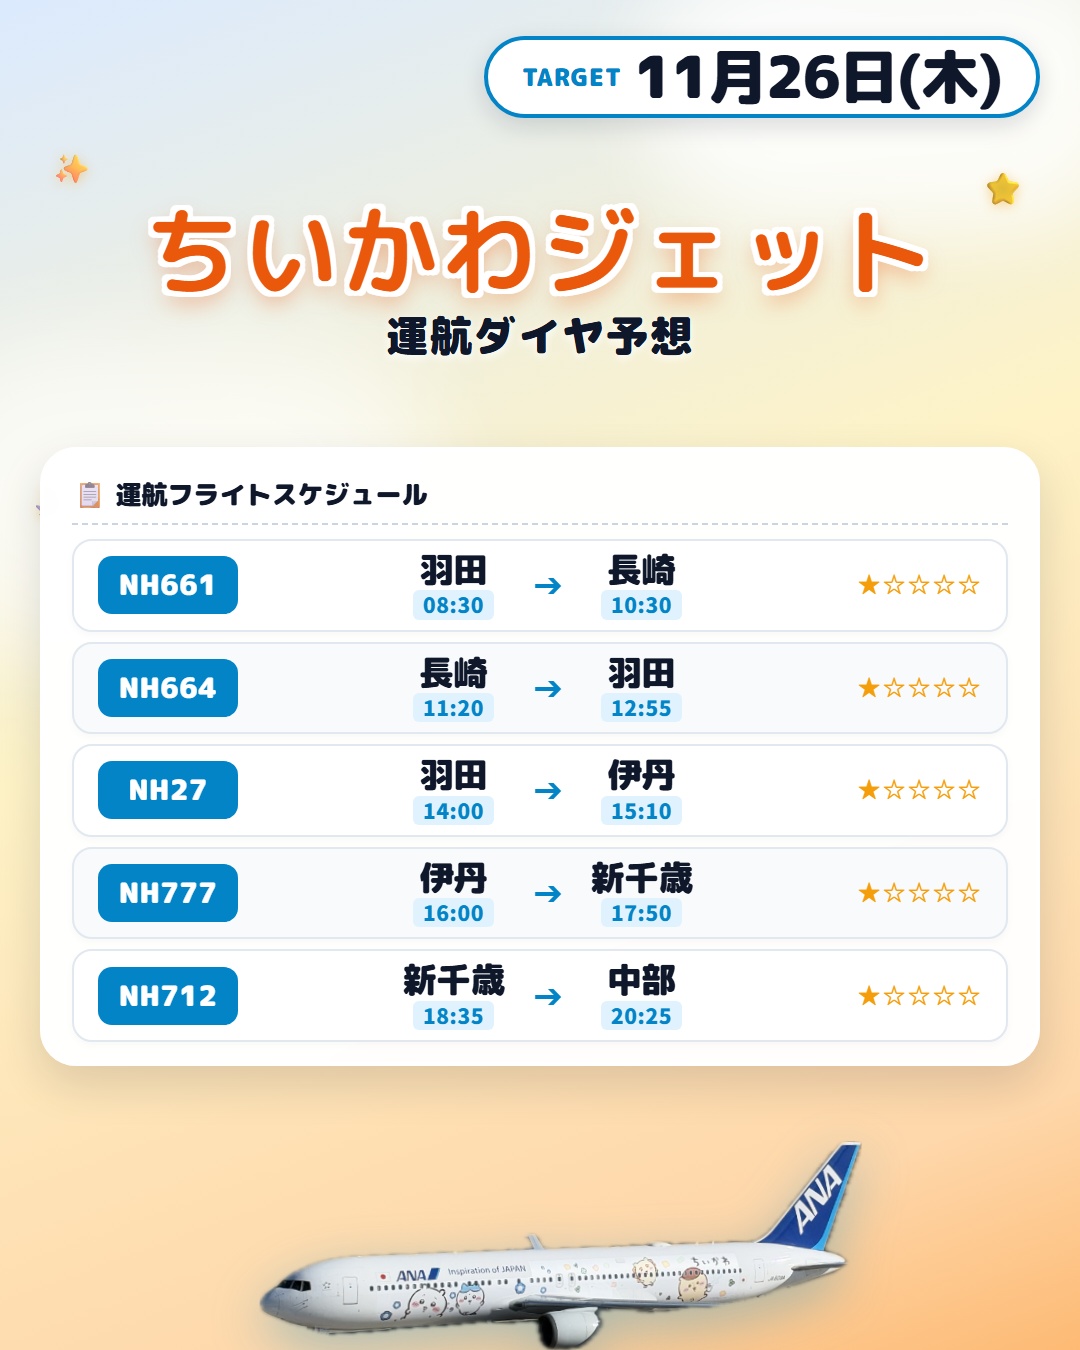 TARGET 11月26日(木)
ちいかわジェット
運航ダイヤ予想
運航フライトスケジュール
NH661 羽田 08:30 → 長崎 10:30 ★☆☆☆☆
NH664 長崎 11:20 → 羽田 12:55 ★☆☆☆☆
NH27 羽田 14:00 → 伊丹 15:10 ★☆☆☆☆
NH777 伊丹 16:00 → 新千歳 17:50 ★☆☆☆☆
NH712 新千歳 18:35 → 中部 20:25 ★☆☆☆☆
ANA
ANA Inspiration of JAPAN
ちいかわ